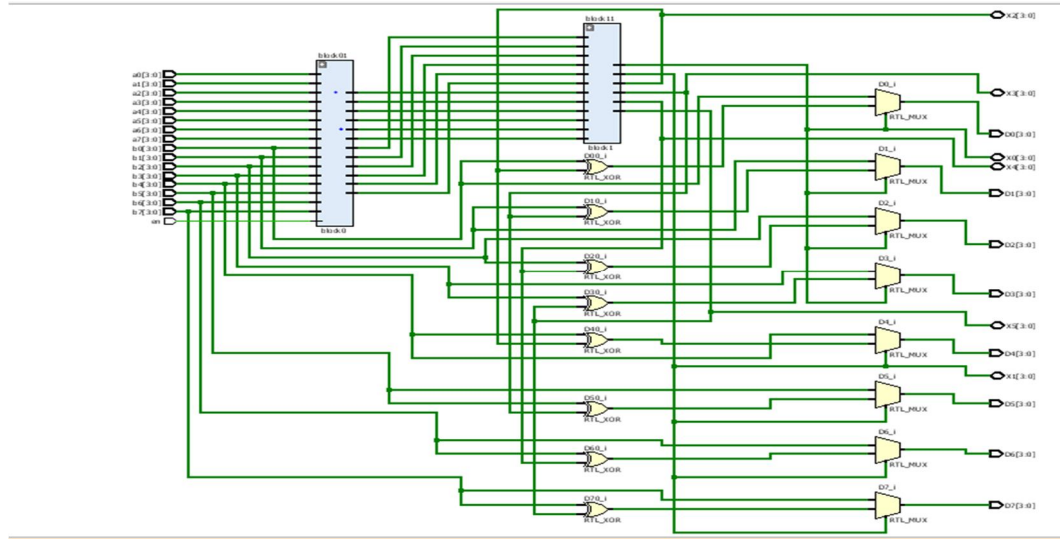 X2[3:0]
block11
block01
a0[3:0]
a1[3:0]
a2[3:0]
a3[3:0]
a4[3:0]
a5[3:0]
a6[3:0]
a7[3:0]
b0[3:0]
b1[3:0]
b2[3:0]
b3[3:0]
b4[3:0]
b5[3:0]
b6[3:0]
b7[3:0]
en
block0
block1
D0_i
RTL_MUX
X3[3:0]
D0[3:0]
D00_i
RTL_XOR
D1_i
RTL_MUX
X0[3:0]
X4[3:0]
D1[3:0]
D10_i
RTL_XOR
D2_i
RTL_MUX
D2[3:0]
D20_i
RTL_XOR
D3_i
RTL_MUX
D3[3:0]
D30_i
RTL_XOR
X5[3:0]
D40_i
RTL_XOR
D4_i
RTL_MUX
D4[3:0]
X1[3:0]
D5_i
RTL_MUX
D5[3:0]
D50_i
RTL_XOR
D6_i
RTL_MUX
D6[3:0]
D60_i
RTL_XOR
D7_i
RTL_MUX
D7[3:0]
D70_i
RTL_XOR